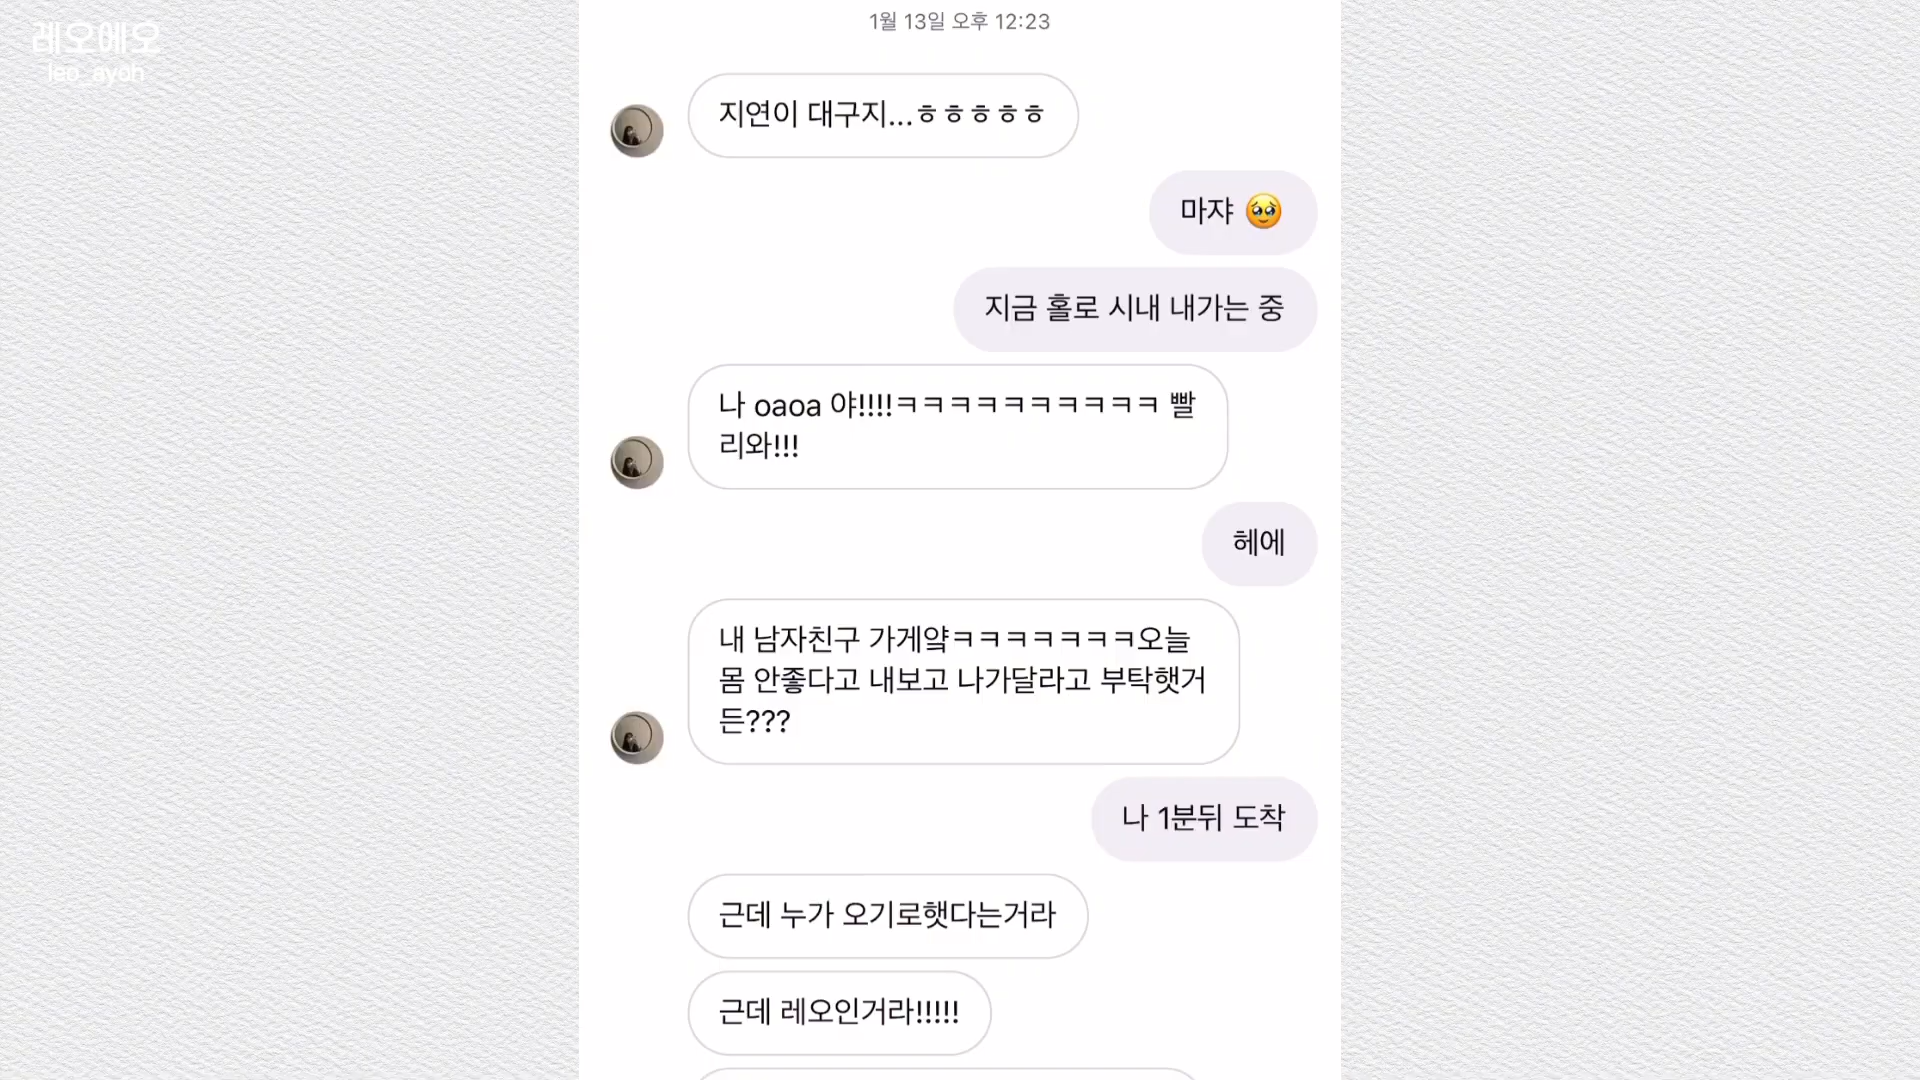 레오에오
leo_ayoh
1월 13일 오후 12:23
지연이 대구지...ㅎㅎㅎㅎㅎ
마쟈 🥹
지금 홀로 시내 내가는 중
나 oaoa 야!!!!ㅋㅋㅋㅋㅋㅋㅋㅋㅋㅋ 빨
리와!!!
헤에
내 남자친구 가게얔ㅋㅋㅋㅋㅋㅋㅋ오늘
몸 안좋다고 내보고 나가달라고 부탁햇거
든???
나 1분뒤 도착
근데 누가 오기로햇다는거라
근데 레오인거라!!!!!